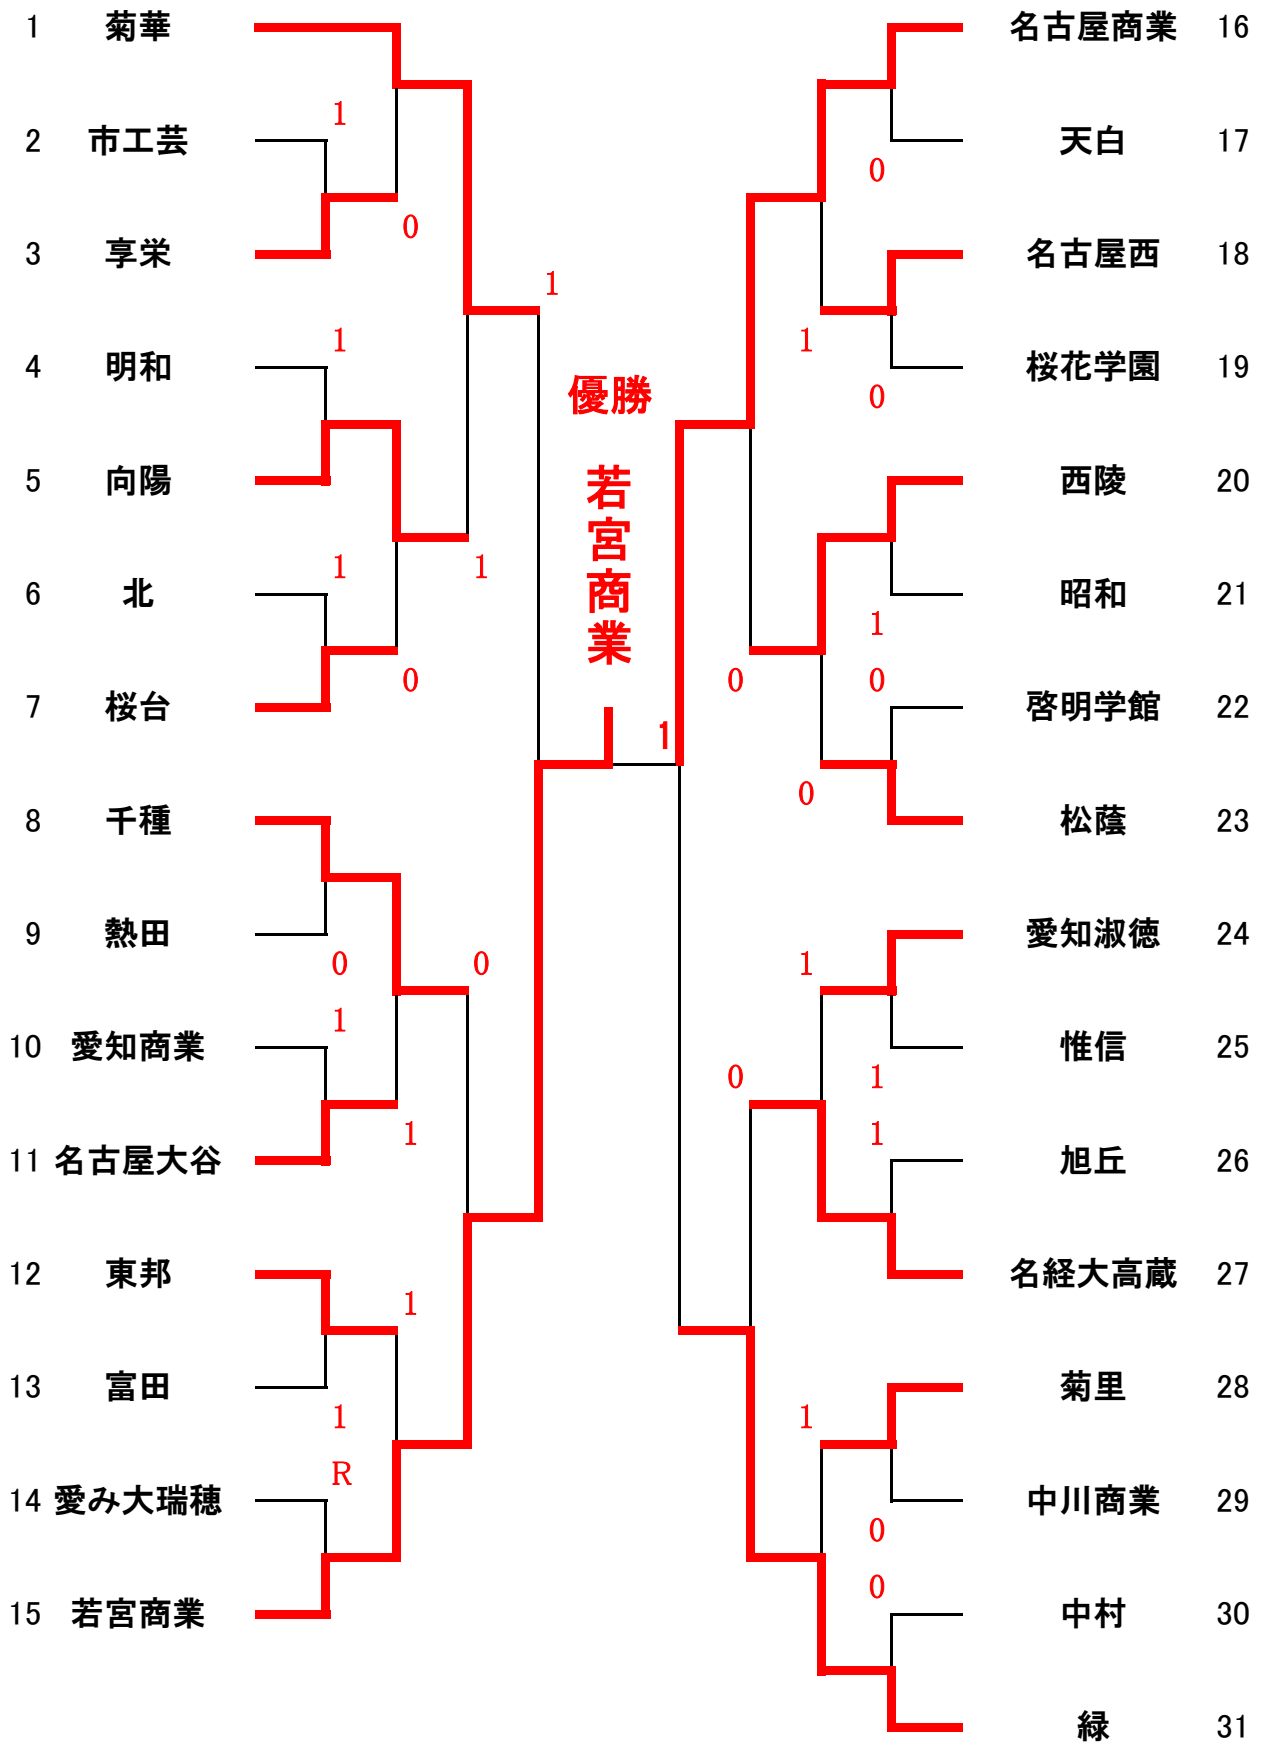 1 菊華
1
2 市工芸
0
3 享栄
1
1
4 明和
5 向陽
1
1
6 北
0
7 桜台
8 千種
9 熱田
0
0
1
10 愛知商業
1
11 名古屋大谷
12 東邦
1
13 富田
1
R
14 愛み大瑞穂
15 若宮商業
優勝
若宮商業
1
名古屋商業 16
天白 17
0
名古屋西 18
1
桜花学園 19
0
西陵 20
昭和 21
1
0
0
啓明学館 22
0
松蔭 23
愛知淑徳 24
1
惟信 25
0
1
1
旭丘 26
名経大高蔵 27
菊里 28
1
中川商業 29
0
0
中村 30
緑 31